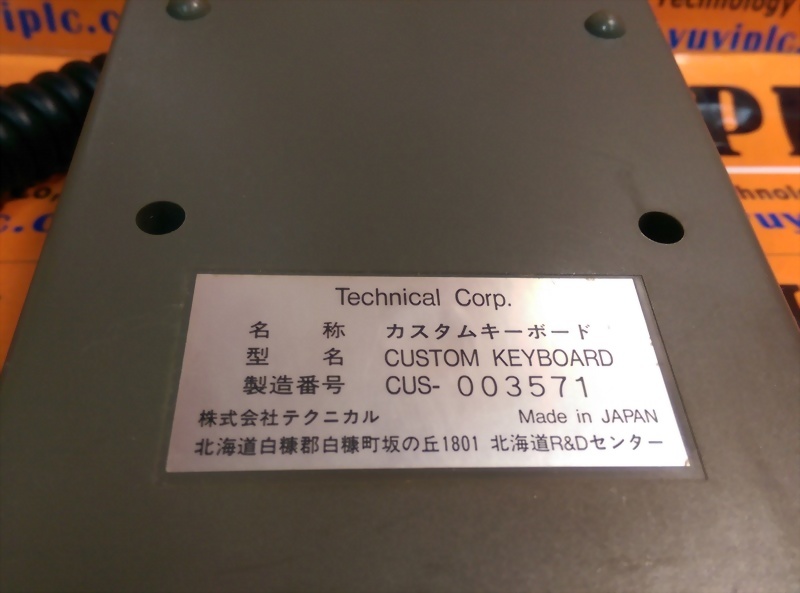 iplc.c
Technology
yuyiplc.
Technical Corp.
名 称 カスタムキーボード
型 名 CUSTOM KEYBOARD
製造番号 CUS- 003571
株式会社テクニカル Made in JAPAN
北海道白糠郡白糠町坂の丘1801 北海道R&Dセンター